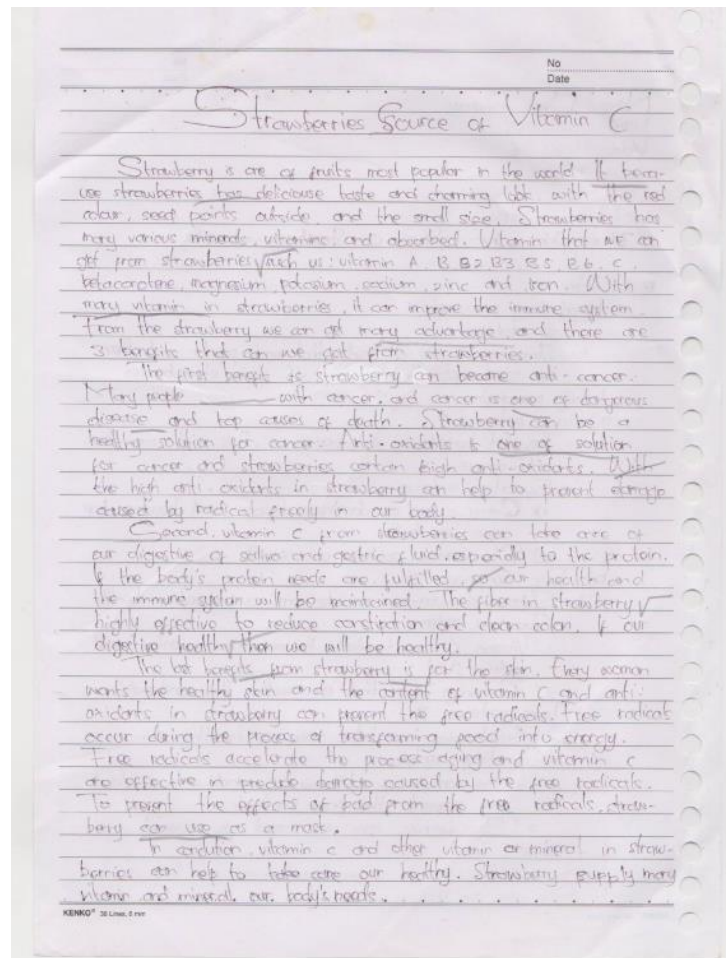 No
Date
Strawberries Source of Vitamin C
Strawberry is one of fruits most popular in the world It beca-
use strawberries has deliciouse taste and charming look with the red
colour, seed points outside and the small size. Strawberries has
many various minerals, vitamins and absorbed. Vitamin that we can
get from strawberries such us : vitamin A, B, B2 B3 B5, B6, C,
betacarotene, magnesium, potasium, sodium, zinc and iron. With
many vitamin in strawberries, it can improve the immune system.
From the strawberry we can get many advantage and there are
3 benefits that can we get from strawberries.
The first benefit is strawberry can become anti-cancer.
Many people with cancer, and cancer is one of dangerous
disease and top causes of death. Strawberry can be a
healthy solution for cancer. Anti-oxidants is one of solution
for cancer and strawberries contain high anti-oxidants. With
the high anti oxidants in strawberry can help to prevent damage
caused by radical freely in our body.
Second, vitamin c from strawberries can take care of
our digestive of saliva and gastric fluid, especially to the protein.
If the body's protein needs are fulfilled, so our health and
the immune system will be maintained. The fiber in strawberry
highly effective to reduce constipation and clean colon. If our
digestive healthy, then we will be healthy.
The last benefits from strawberry is for the skin. Every woman
wants the healthy skin and the content of vitamin C and anti-
oxidants in strawberry can prevent the free radicals. Free radicals
occur during the process of transforming food into energy.
Free radicals accelerate the process aging and vitamin c
are effective in damage caused by the free radicals.
To prevent the effects of bad from the free radicals, straw-
berry can use as a mask.
In vitamin c and other vitamin or mineral in straw-
berries can help to take care our healthy. Strawberry supply many
vitamin and mineral our body's needs.
KENKO® 36 Lines, 8 mm